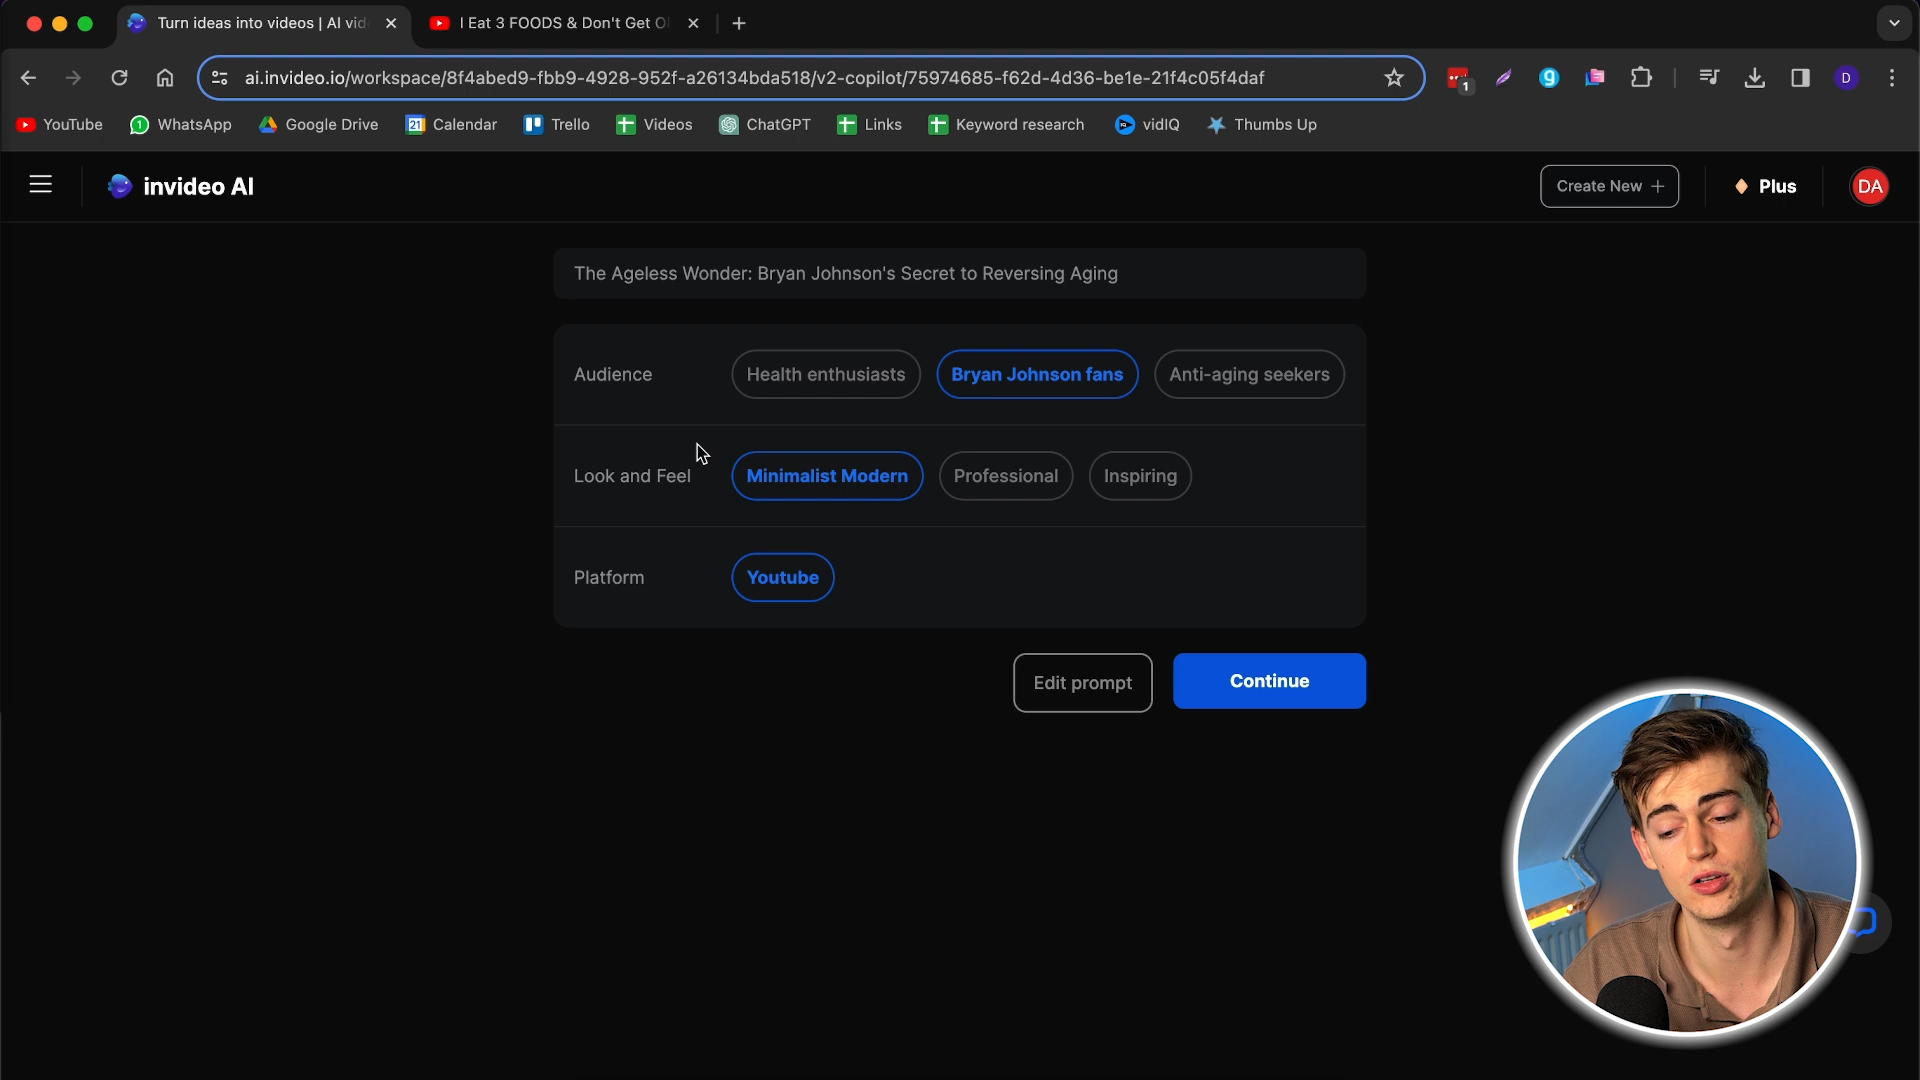 Turn ideas into videos | AI vid
I Eat 3 FOODS & Don't Get O
ai.invideo.io/workspace/8f4abed9-fbb9-4928-952f-a26134bda518/v2-copilot/75974685-f62d-4d36-be1e-21f4c05f4daf
1
g
D
YouTube
1 WhatsApp
Google Drive
21 Calendar
Trello
Videos
ChatGPT
Links
Keyword research
vidIQ
Thumbs Up
invideo AI
Create New +
Plus
DA
The Ageless Wonder: Bryan Johnson's Secret to Reversing Aging
Audience
Health enthusiasts
Bryan Johnson fans
Anti-aging seekers
Look and Feel
Minimalist Modern
Professional
Inspiring
Platform
Youtube
Edit prompt
Continue